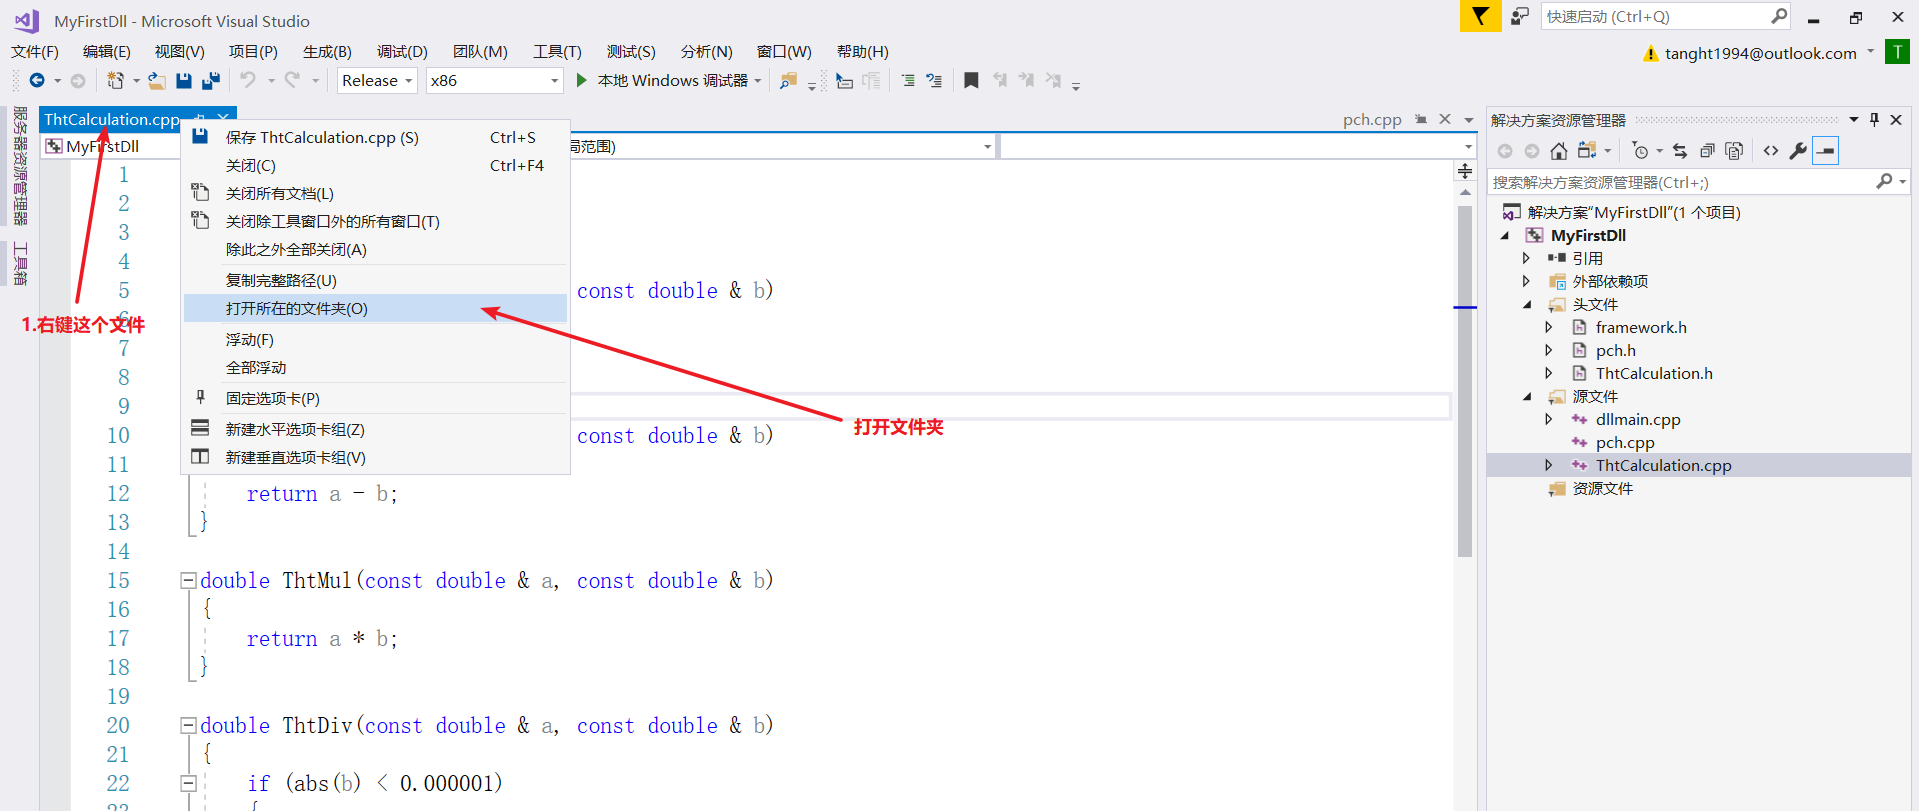 MyFirstDll - Microsoft Visual Studio
快速启动 (Ctrl+Q)
文件(F) 编辑(E) 视图(V) 项目(P) 生成(B) 调试(D) 团队(M) 工具(T) 测试(S) 分析(N) 窗口(W) 帮助(H)
tanght1994@outlook.com T
Release x86 本地 Windows 调试器
服务器资源管理器
工具箱
ThtCalculation.cpp
pch.cpp
MyFirstDll
局范围)
保存 ThtCalculation.cpp (S) Ctrl+S
关闭(C) Ctrl+F4
关闭所有文档(L)
关闭除工具窗口外的所有窗口(T)
除此之外全部关闭(A)
复制完整路径(U)
打开所在的文件夹(O)
浮动(F)
全部浮动
固定选项卡(P)
新建水平选项卡组(Z)
新建垂直选项卡组(V)
1.右键这个文件
打开文件夹
1
2
3
4
5 const double & b)
6
7
8
9
10 const double & b)
11
12 return a - b;
13 }
14
15 double ThtMul(const double & a, const double & b)
16 {
17 return a * b;
18 }
19
20 double ThtDiv(const double & a, const double & b)
21 {
22 if (abs(b) < 0.000001)
23 {
解决方案资源管理器
搜索解决方案资源管理器(Ctrl+;)
解决方案"MyFirstDll"(1 个项目)
MyFirstDll
引用
外部依赖项
头文件
framework.h
pch.h
ThtCalculation.h
源文件
dllmain.cpp
pch.cpp
ThtCalculation.cpp
资源文件